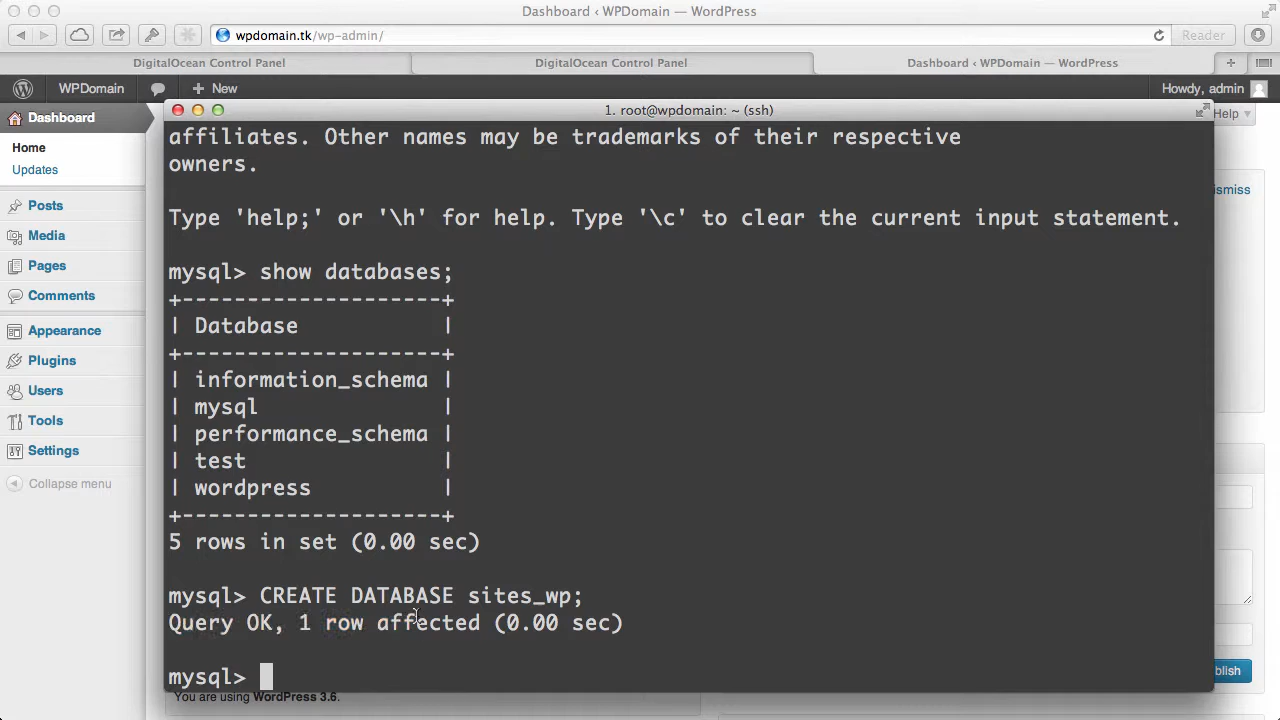 Dashboard ‹ WPDomain — WordPress
wpdomain.tk/wp-admin/
Reader
DigitalOcean Control Panel
DigitalOcean Control Panel
Dashboard ‹ WPDomain — WordPress
WPDomain
+ New
Howdy, admin
Dashboard
Home
Updates
Posts
Media
Pages
Comments
Appearance
Plugins
Users
Tools
Settings
Collapse menu
Help
ismiss
blish
1. root@wpdomain: ~ (ssh)
affiliates. Other names may be trademarks of their respective
owners.
Type 'help;' or '\h' for help. Type '\c' to clear the current input statement.
mysql> show databases;
+--------------------+
| Database           |
+--------------------+
| information_schema |
| mysql              |
| performance_schema |
| test               |
| wordpress          |
+--------------------+
5 rows in set (0.00 sec)
mysql> CREATE DATABASE sites_wp;
Query OK, 1 row affected (0.00 sec)
mysql>
You are using WordPress 3.6.